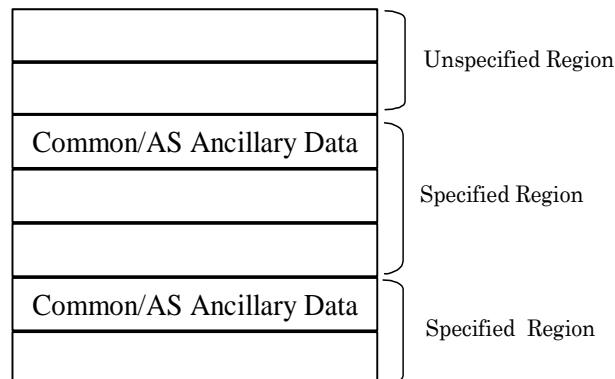 Unspecified Region
Common/AS Ancillary Data
Specified Region
Common/AS Ancillary Data
Specified Region